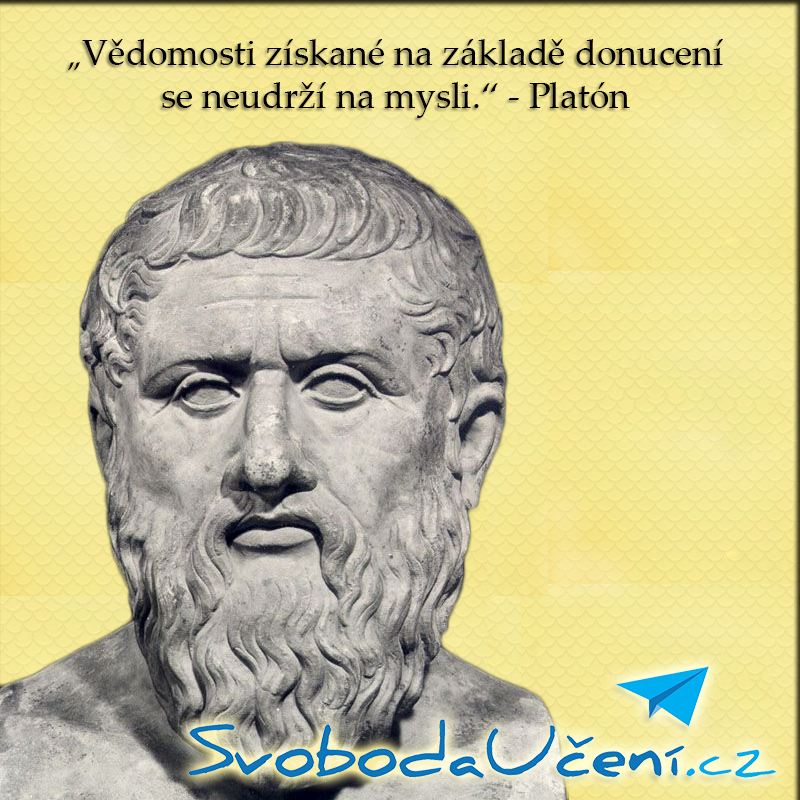 „Vědomosti získané na základě donucení
se neudrží na mysli.“ - Platón
SvobodaUčení.cz